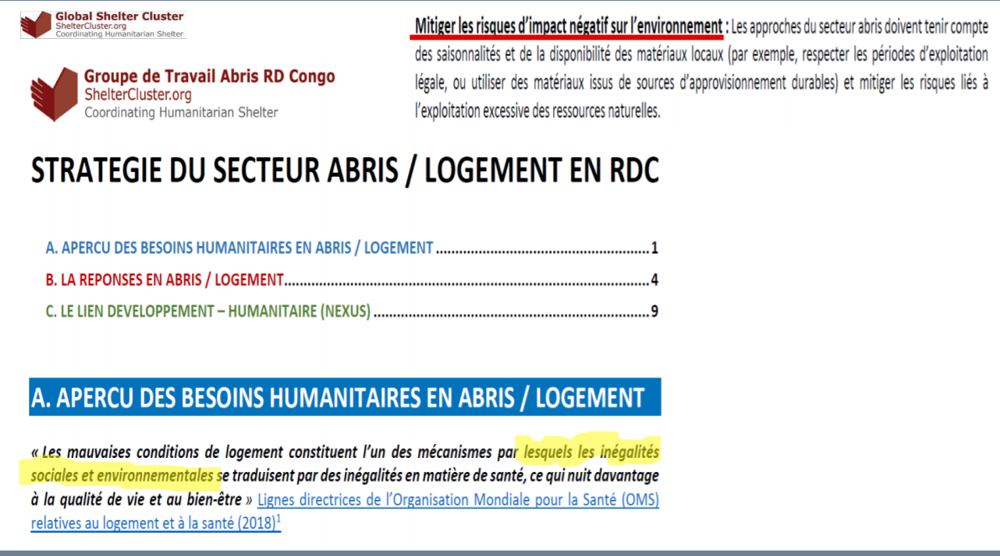 Global Shelter Cluster
ShelterCluster.org
Coordinating Humanitarian Shelter
Groupe de Travail Abris RD Congo
ShelterCluster.org
Coordinating Humanitarian Shelter
Mitiger les risques d'impact négatif sur l'environnement : Les approches du secteur abris doivent tenir compte
des saisonnalités et de la disponibilité des matériaux locaux (par exemple, respecter les périodes d'exploitation
légale, ou utiliser des matériaux issus de sources d'approvisionnement durables) et mitiger les risques liés à
l'exploitation excessive des ressources naturelles.
STRATEGIE DU SECTEUR ABRIS / LOGEMENT EN RDC
A. APERCU DES BESOINS HUMANITAIRES EN ABRIS / LOGEMENT ........................................................1
B. LA REPONSES EN ABRIS / LOGEMENT................................................................................................4
C. LE LIEN DEVELOPPEMENT – HUMANITAIRE (NEXUS) ........................................................................9
A. APERCU DES BESOINS HUMANITAIRES EN ABRIS / LOGEMENT
« Les mauvaises conditions de logement constituent l'un des mécanismes par lesquels les inégalités
sociales et environnementales se traduisent par des inégalités en matière de santé, ce qui nuit davantage
à la qualité de vie et au bien-être » Lignes directrices de l'Organisation Mondiale pour la Santé (OMS)
relatives au logement et à la santé (2018)¹